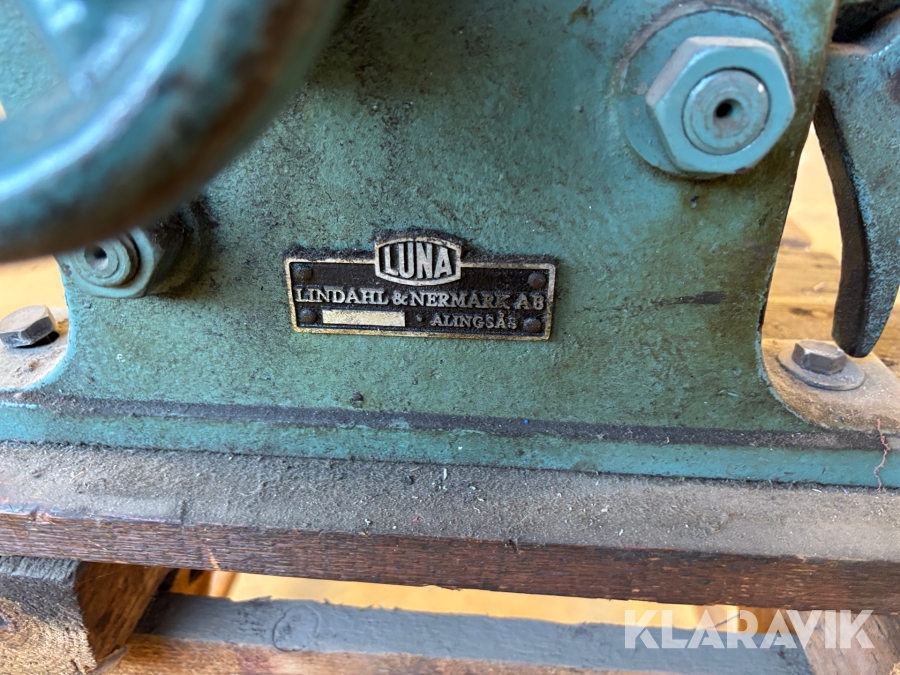 LUNA
LINDAHL & NERMARK AB
ALINGSÅS
KLARAVIK